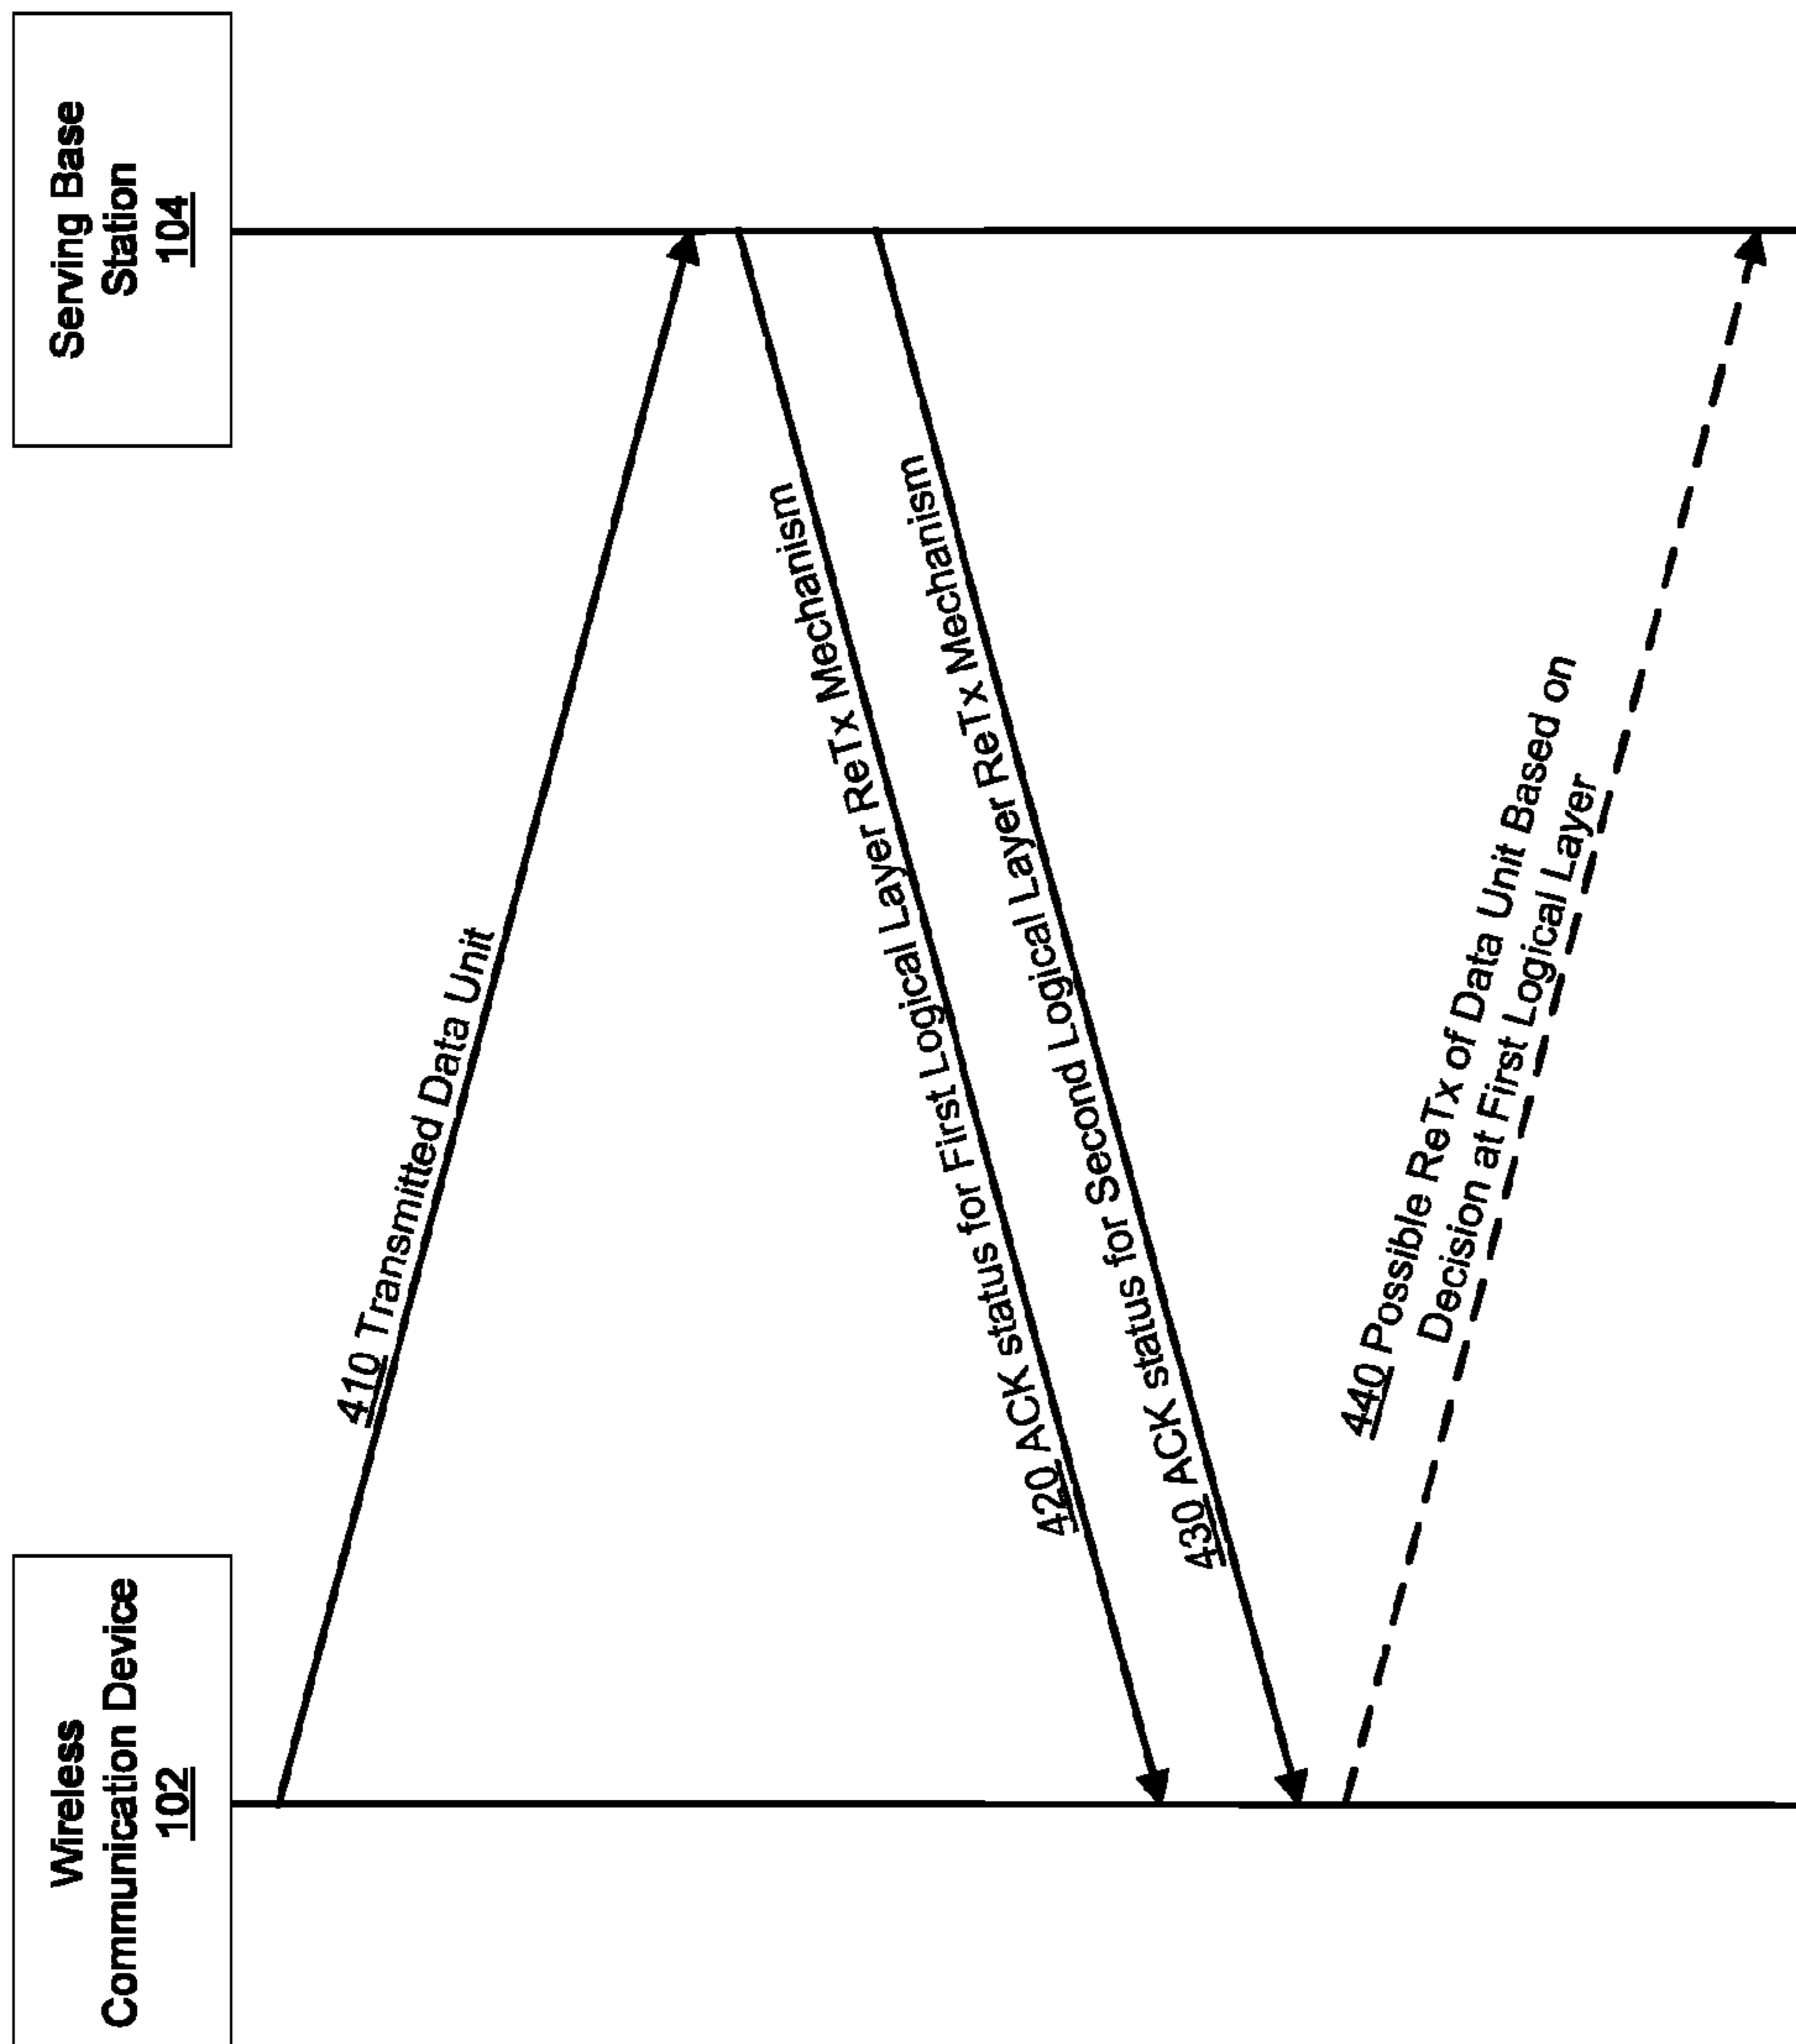 Wireless
Communication Device
102
Serving Base
Station
104
410 Transmitted Data Unit
420 ACK status for First Logical Layer ReTx Mechanism
430 ACK status for Second Logical Layer ReTx Mechanism
440 Possible ReTx of Data Unit Based on
Decision at First Logical Layer